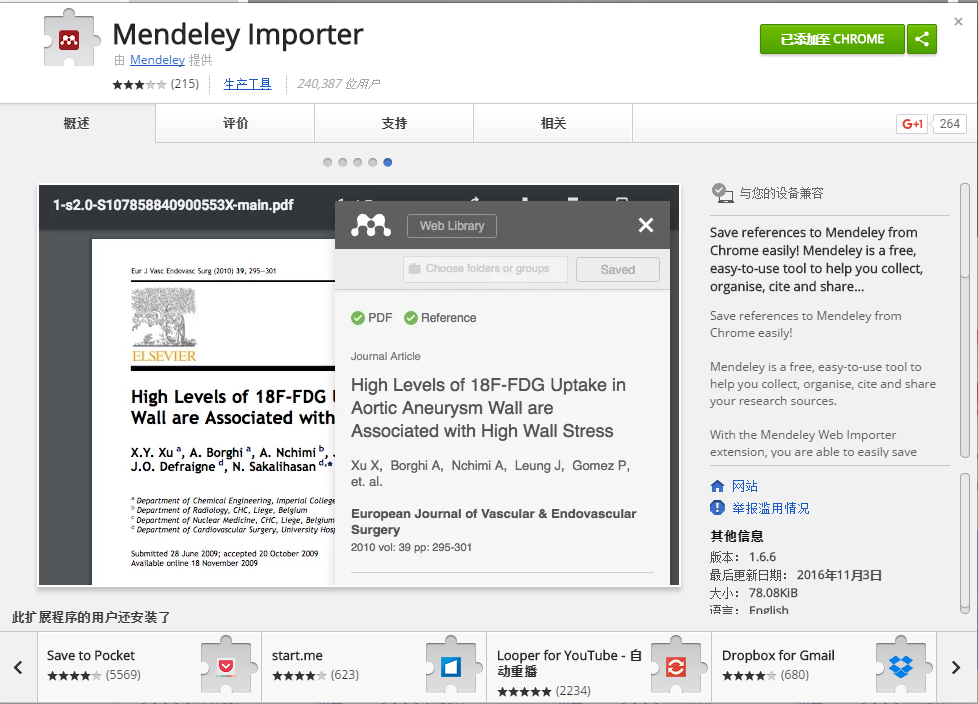 Mendeley Importer
由 Mendeley 提供
(215) 生产工具 240,387 位用户
已添加至 CHROME
概述 评价 支持 相关
G+1 264
1-s2.0-S107858840900553X-main.pdf
Eur J Vasc Endovasc Surg (2010) 39, 295–301
ELSEVIER
High Levels of 18F-FDG
Wall are Associated with
X.Y. Xu a, A. Borghi a, A. Nchimi b,
J.O. Defraigne d, N. Sakalihasan d,*
a Department of Chemical Engineering, Imperial College
b Department of Radiology, CHC, Liege, Belgium
c Department of Nuclear Medicine, CHC, Liege, Belgium
d Department of Cardiovascular Surgery, University Hosp
Submitted 28 June 2009; accepted 20 October 2009
Available online 18 November 2009
Web Library
Choose folders or groups
Saved
PDF Reference
Journal Article
High Levels of 18F-FDG Uptake in
Aortic Aneurysm Wall are
Associated with High Wall Stress
Xu X, Borghi A, Nchimi A, Leung J, Gomez P,
et. al.
European Journal of Vascular & Endovascular
Surgery
2010 vol: 39 pp: 295-301
与您的设备兼容
Save references to Mendeley from
Chrome easily! Mendeley is a free,
easy-to-use tool to help you collect,
organise, cite and share...
Save references to Mendeley from
Chrome easily!
Mendeley is a free, easy-to-use tool to
help you collect, organise, cite and share
your research sources.
With the Mendeley Web Importer
extension, you are able to easily save
网站
举报滥用情况
其他信息
版本： 1.6.6
最后更新日期： 2016年11月3日
大小： 78.08KiB
语言： English
此扩展程序的用户还安装了
Save to Pocket
(5569)
start.me
(623)
Looper for YouTube - 自
动重播
(2234)
Dropbox for Gmail
(680)